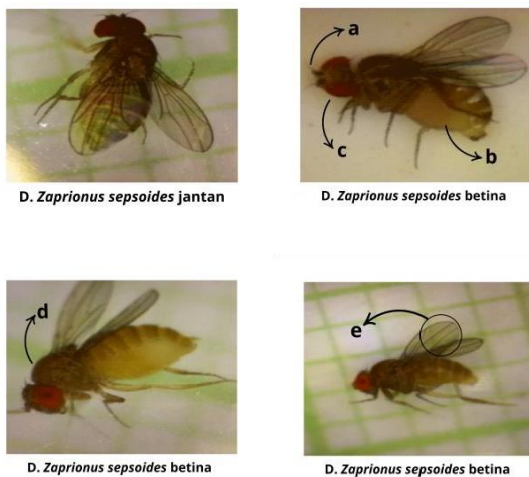 a
c
b
D. Zaprionus sepsoides jantan
D. Zaprionus sepsoides betina
d
e
D. Zaprionus sepsoides betina
D. Zaprionus sepsoides betina